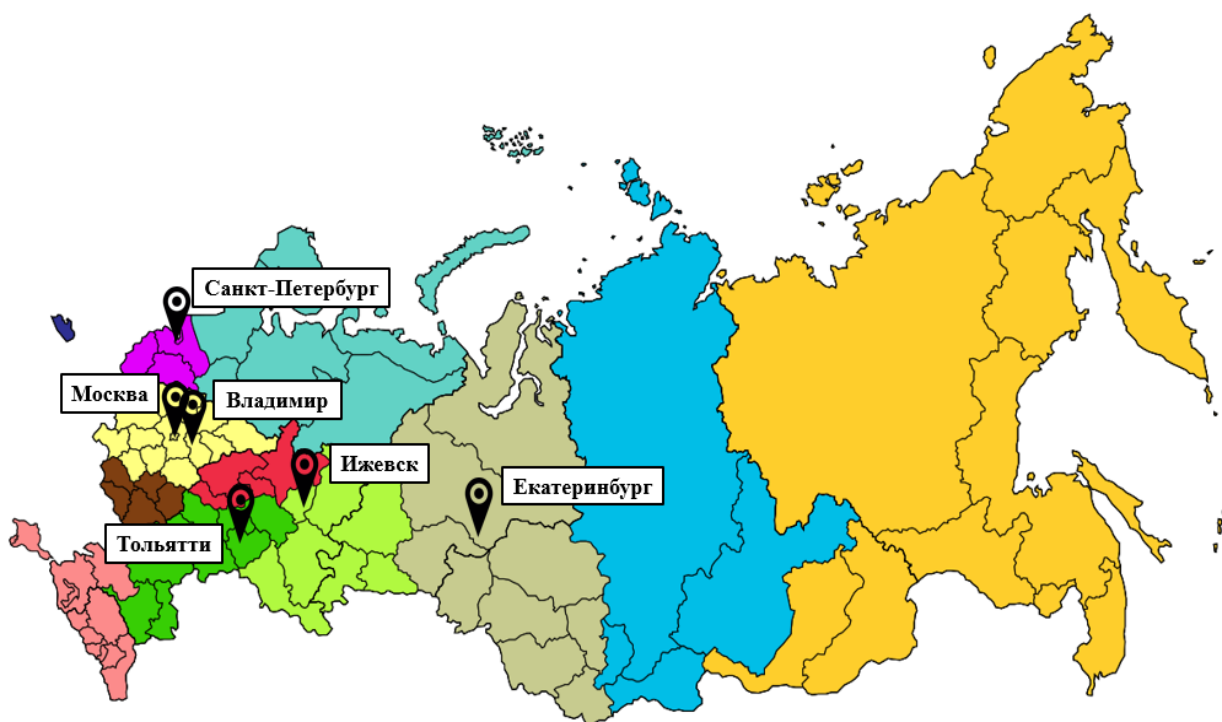 Санкт-Петербург
Москва
Владимир
Ижевск
Екатеринбург
Тольятти